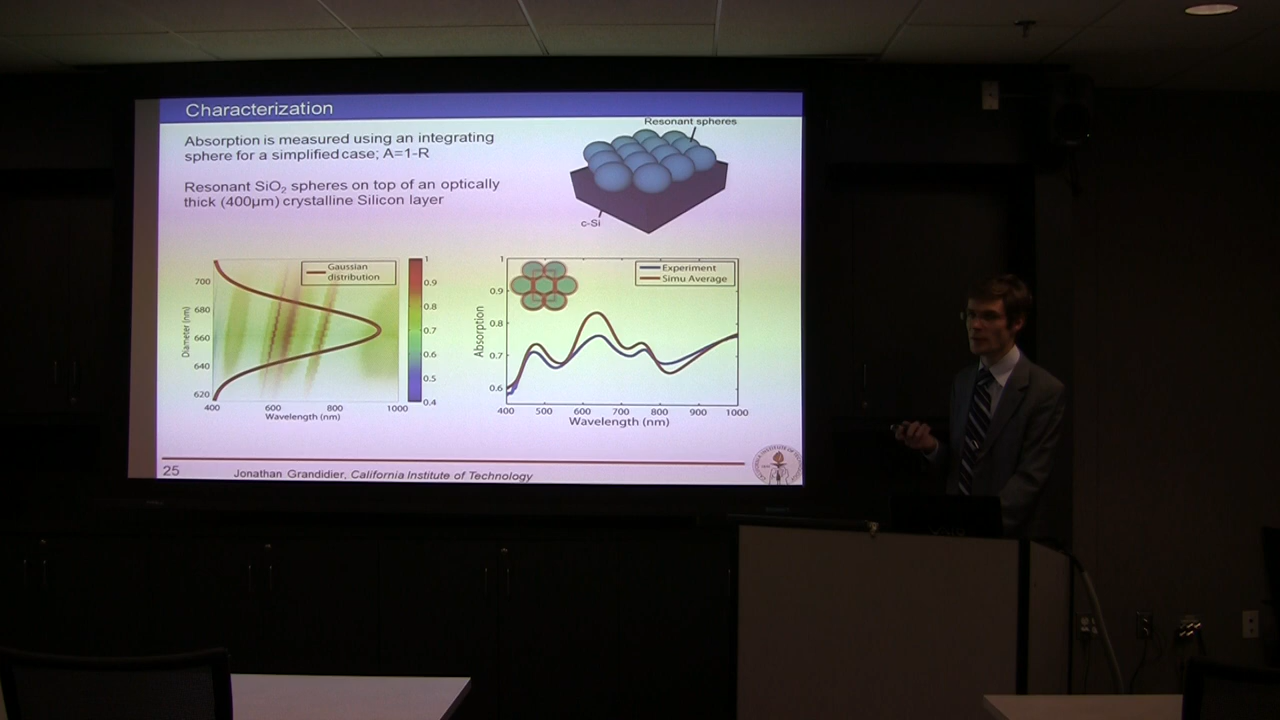 Characterization
Absorption is measured using an integrating
sphere for a simplified case; A=1-R
Resonant SiO₂ spheres on top of an optically
thick (400µm) crystalline Silicon layer
Resonant spheres
c-Si
Gaussian
distribution
700
680
660
640
620
Diameter (nm)
400
600
800
1000
Wavelength (nm)
1
0.9
0.8
0.7
0.6
0.5
0.4
Experiment
Simu Average
1
0.9
0.8
0.7
0.6
Absorption
400
500
600
700
800
900
1000
Wavelength (nm)
25
Jonathan Grandidier, California Institute of Technology